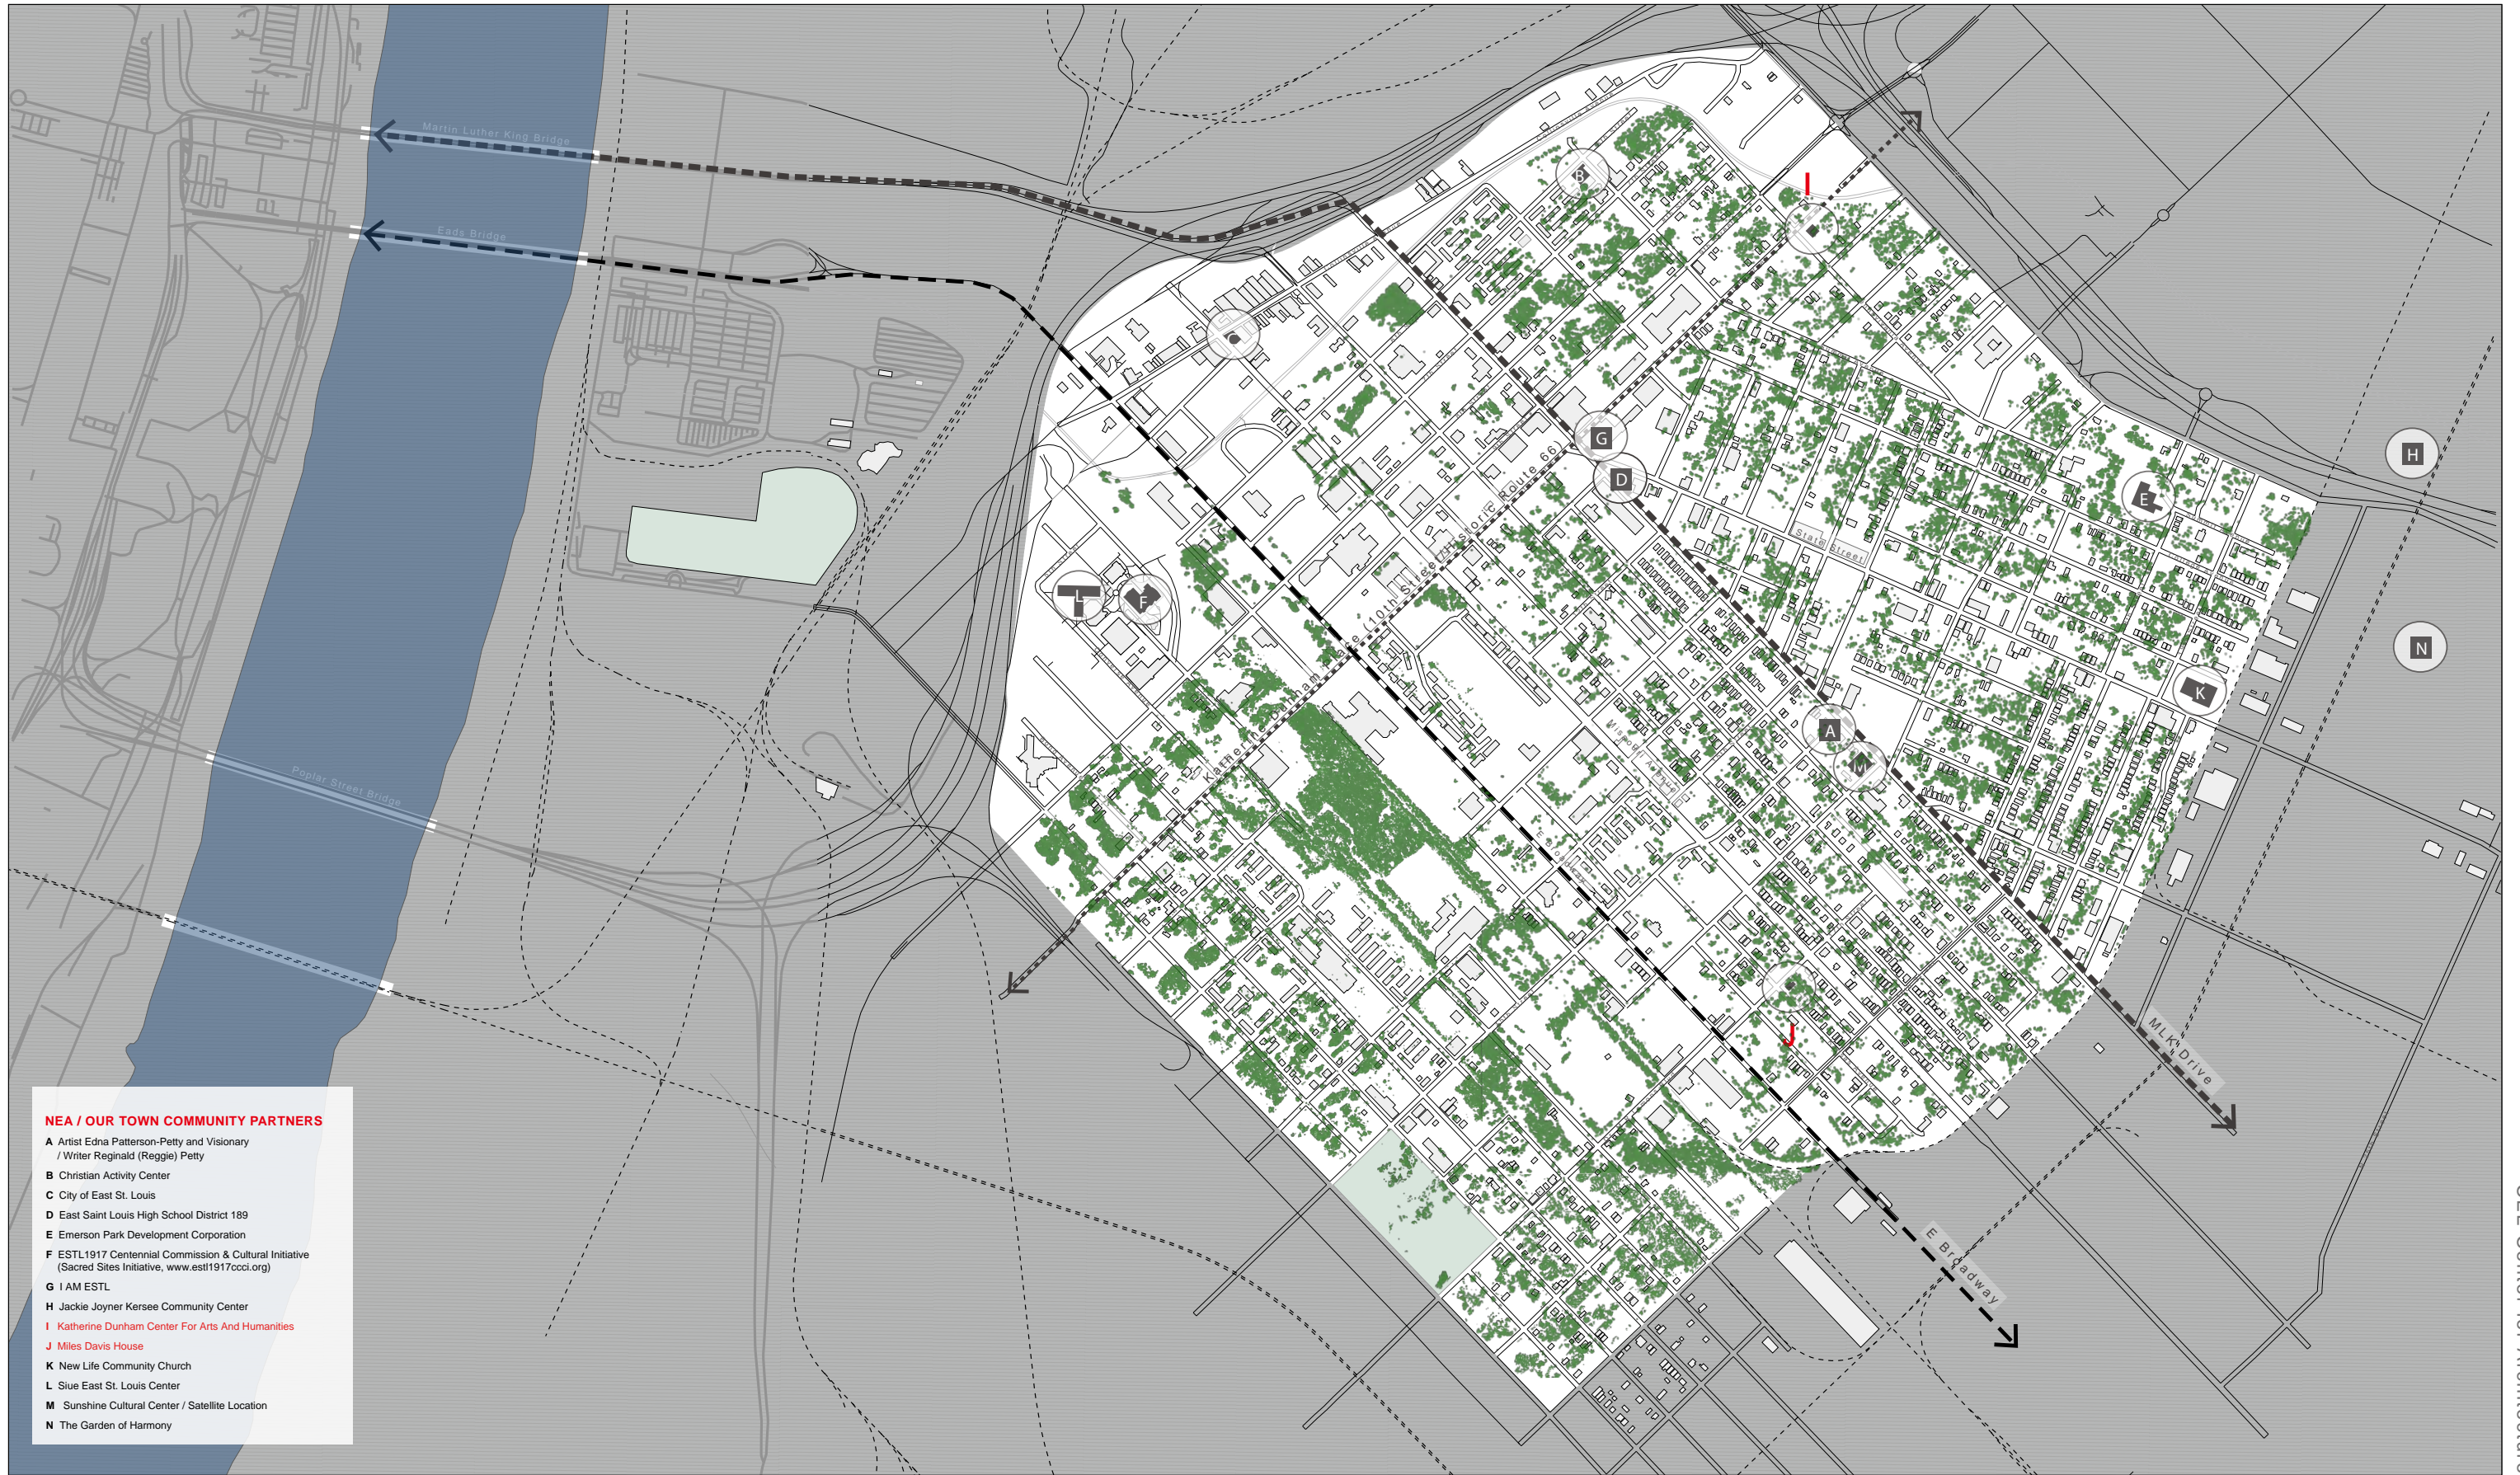 Martin Luther King Bridge
Eads Bridge
Poplar Street Bridge
B
I
C
G
D
H
E
L
F
N
K
A
M
J
State Street
Katherine Dunham Place (10th Street/Historic Route 66)
Missouri Avenue
E Broadway
MLK Drive
E Broadway
NEA / OUR TOWN COMMUNITY PARTNERS
A Artist Edna Patterson-Petty and Visionary
/ Writer Reginald (Reggie) Petty
B Christian Activity Center
C City of East St. Louis
D East Saint Louis High School District 189
E Emerson Park Development Corporation
F ESTL1917 Centennial Commission & Cultural Initiative
(Sacred Sites Initiative, www.estl1917ccci.org)
G I AM ESTL
H Jackie Joyner Kersee Community Center
I Katherine Dunham Center For Arts And Humanities
J Miles Davis House
K New Life Community Church
L Siue East St. Louis Center
M Sunshine Cultural Center / Satellite Location
N The Garden of Harmony